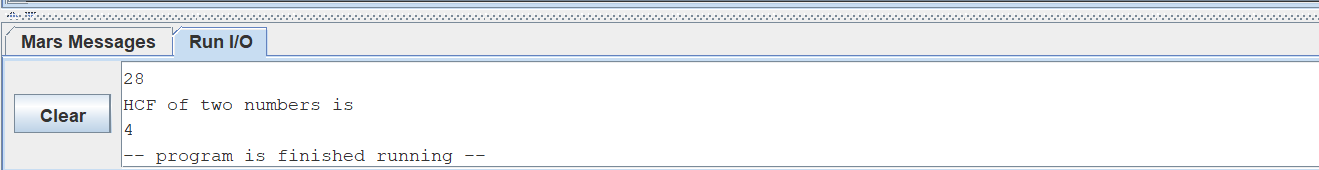 Mars Messages Run I/O
Clear
28
HCF of two numbers is
4
-- program is finished running --